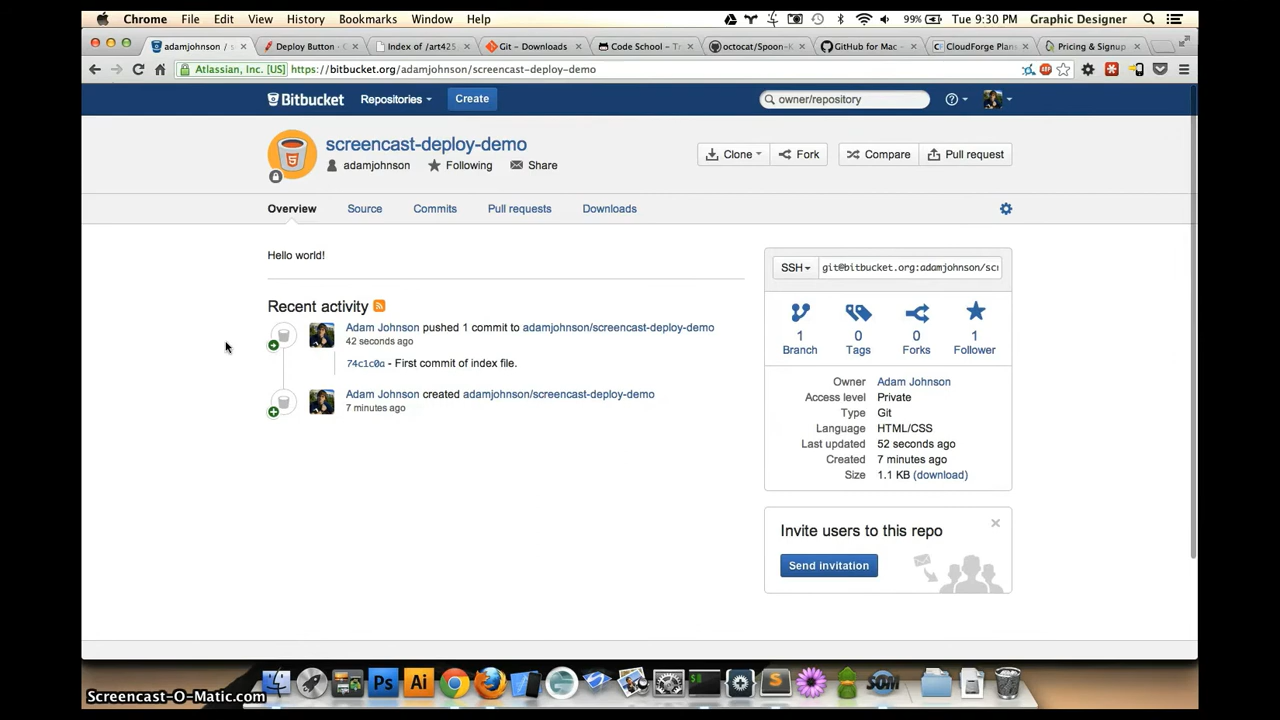 Chrome File Edit View History Bookmarks Window Help 99% Tue 9:30 PM Graphic Designer
adamjohnson / s Deploy Button · C Index of /art425 Git – Downloads Code School – Tr octocat/Spoon-K GitHub for Mac CloudForge Plans Pricing & Signup
Atlassian, Inc. [US] https://bitbucket.org/adamjohnson/screencast-deploy-demo
Bitbucket Repositories Create owner/repository
screencast-deploy-demo
adamjohnson Following Share
Clone Fork Compare Pull request
Overview Source Commits Pull requests Downloads
Hello world!
SSH git@bitbucket.org:adamjohnson/scr
Recent activity
Adam Johnson pushed 1 commit to adamjohnson/screencast-deploy-demo
42 seconds ago
74c1c0a - First commit of index file.
Adam Johnson created adamjohnson/screencast-deploy-demo
7 minutes ago
1 0 0 1
Branch Tags Forks Follower
Owner Adam Johnson
Access level Private
Type Git
Language HTML/CSS
Last updated 52 seconds ago
Created 7 minutes ago
Size 1.1 KB (download)
Invite users to this repo
Send invitation
Ps Ai S SOM
Screencast-O-Matic.com